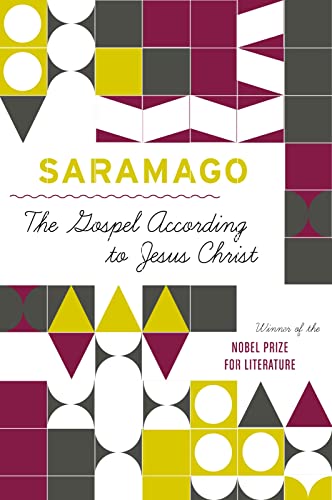 SARAMAGO
The Gospel According
to Jesus Christ
Winner of the
NOBEL PRIZE
FOR LITERATURE